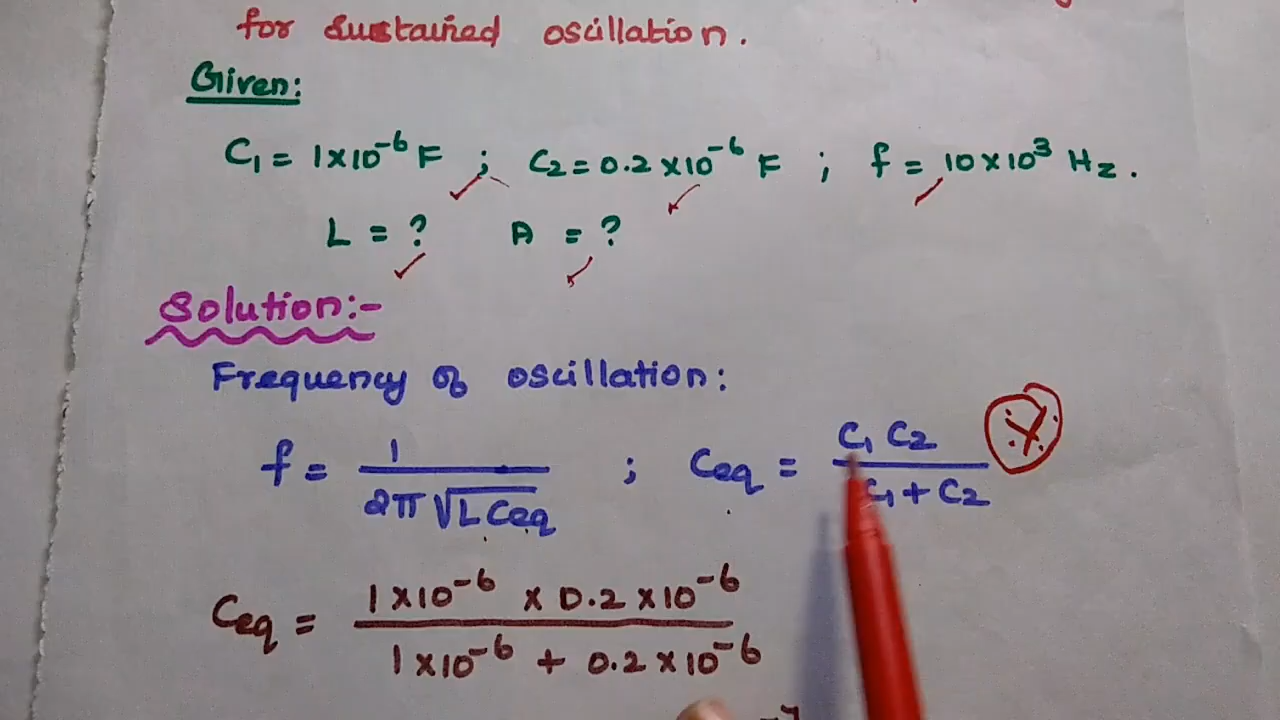 for sustained oscillation.
Given:
C₁ = 1×10⁻⁶ F ; C₂ = 0.2×10⁻⁶ F ; f = 10×10³ Hz.
L = ? A = ?
Solution:-
Frequency of oscillation:
f = 1 / 2π√LCeq ; Ceq = C₁C₂ / C₁+C₂
Ceq = 1×10⁻⁶ × 0.2×10⁻⁶ / 1×10⁻⁶ + 0.2×10⁻⁶